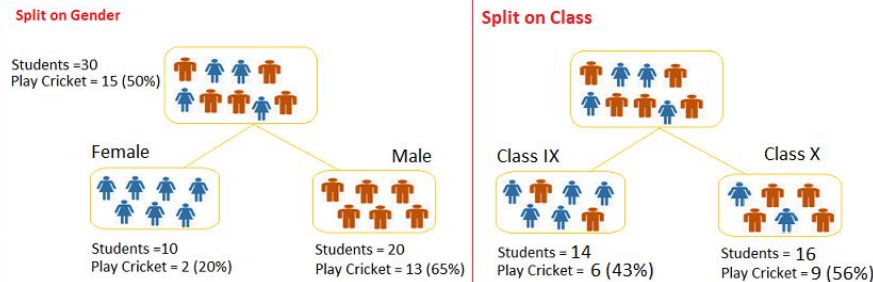 Split on Gender
Students =30
Play Cricket = 15 (50%)
Female
Male
Students =10
Play Cricket = 2 (20%)
Students = 20
Play Cricket = 13 (65%)
Split on Class
Class IX
Class X
Students = 14
Play Cricket = 6 (43%)
Students = 16
Play Cricket = 9 (56%)